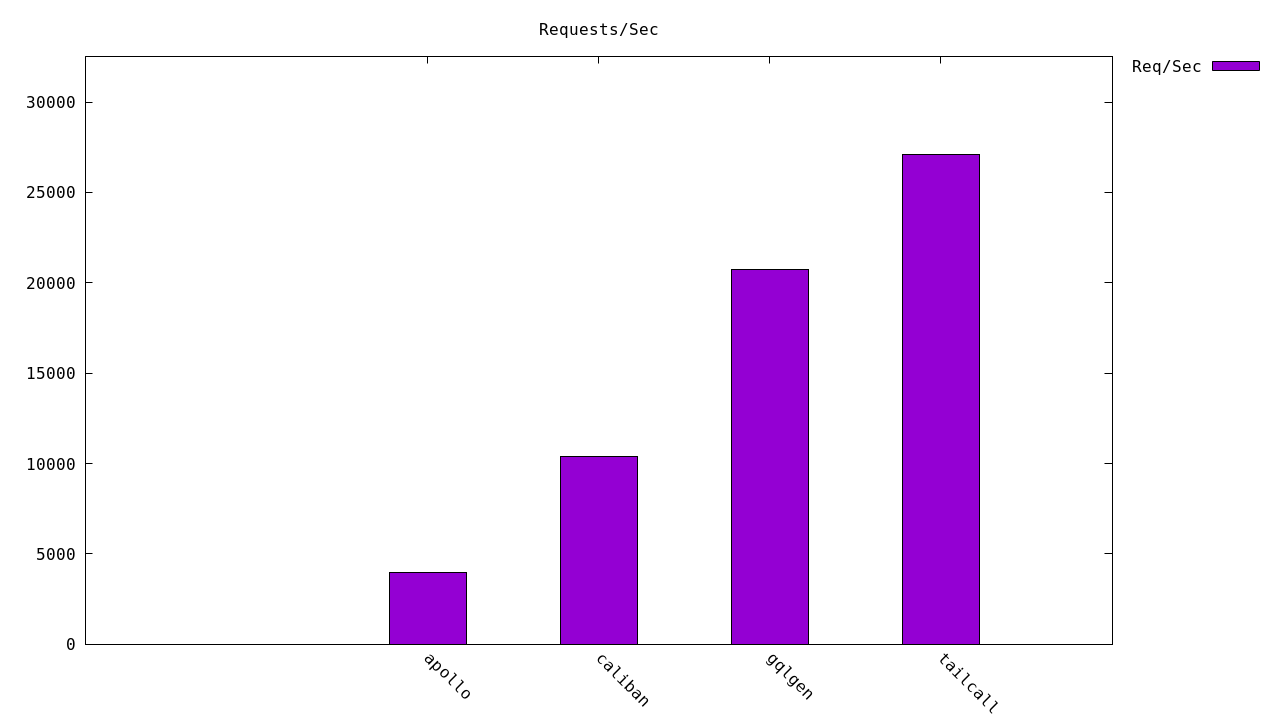 Requests/Sec
Req/Sec
30000
25000
20000
15000
10000
5000
0
apollo
caliban
gqlgen
tailcall